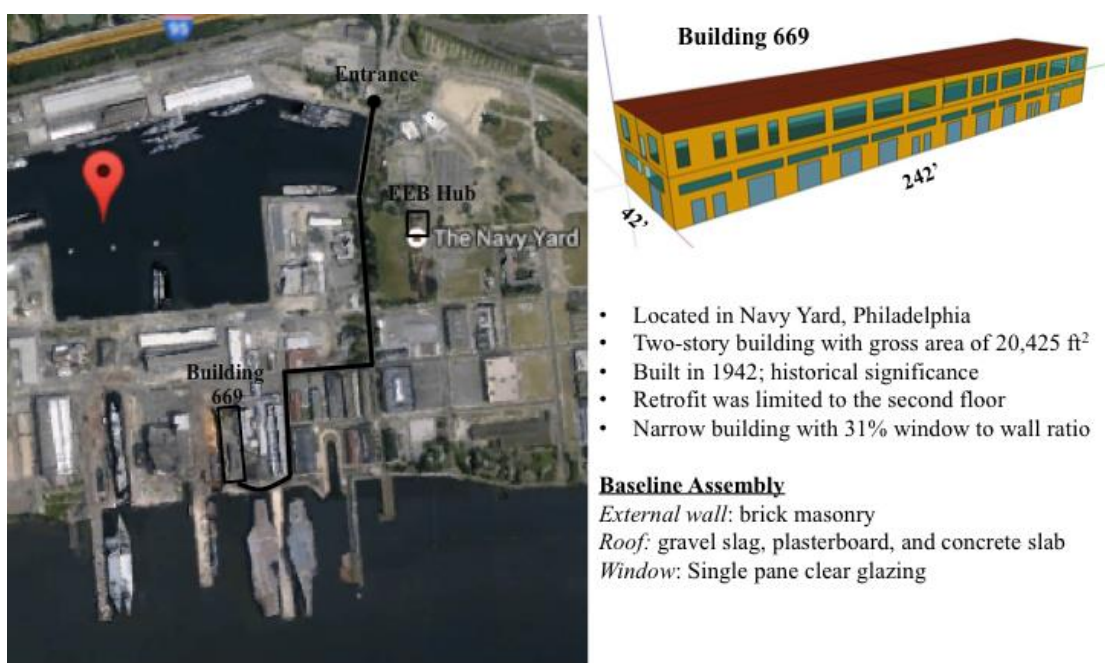 95
Entrance
EEB Hub
The Navy Yard
Building
669
Building 669
42’
242’
• Located in Navy Yard, Philadelphia
• Two-story building with gross area of 20,425 ft²
• Built in 1942; historical significance
• Retrofit was limited to the second floor
• Narrow building with 31% window to wall ratio
Baseline Assembly
External wall: brick masonry
Roof: gravel slag, plasterboard, and concrete slab
Window: Single pane clear glazing